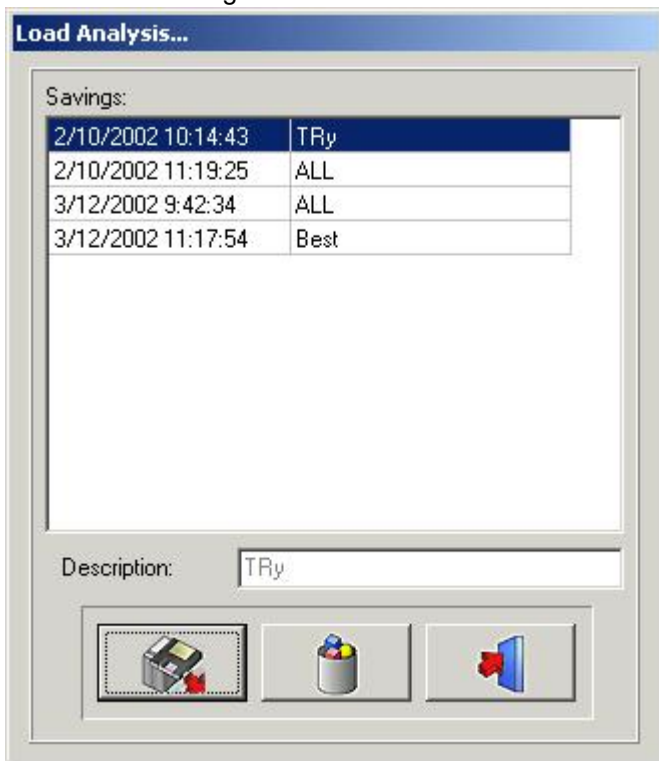 Load Analysis...
Savings:
2/10/2002 10:14:43 TRy
2/10/2002 11:19:25 ALL
3/12/2002 9:42:34 ALL
3/12/2002 11:17:54 Best
Description: TRy